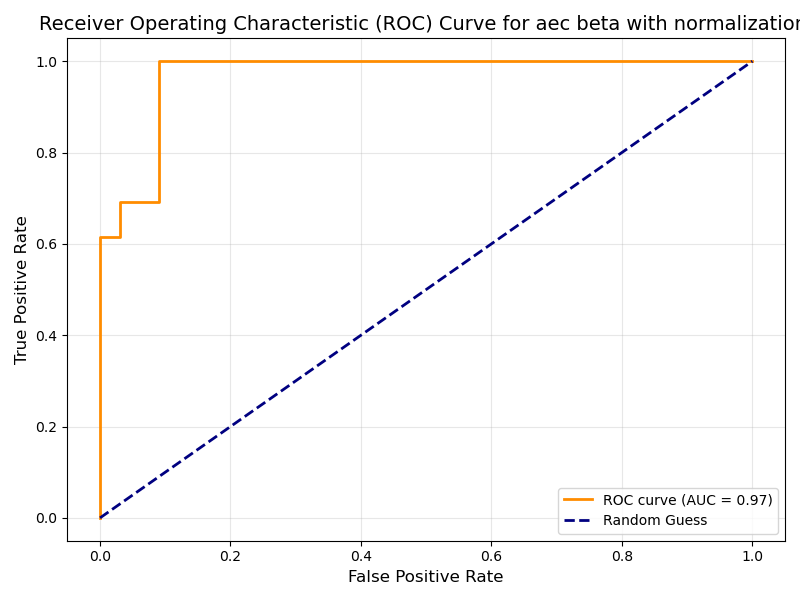 Receiver Operating Characteristic (ROC) Curve for aec beta with normalization
1.0
0.8
0.6
0.4
0.2
0.0
True Positive Rate
0.0 0.2 0.4 0.6 0.8 1.0
False Positive Rate
ROC curve (AUC = 0.97)
Random Guess